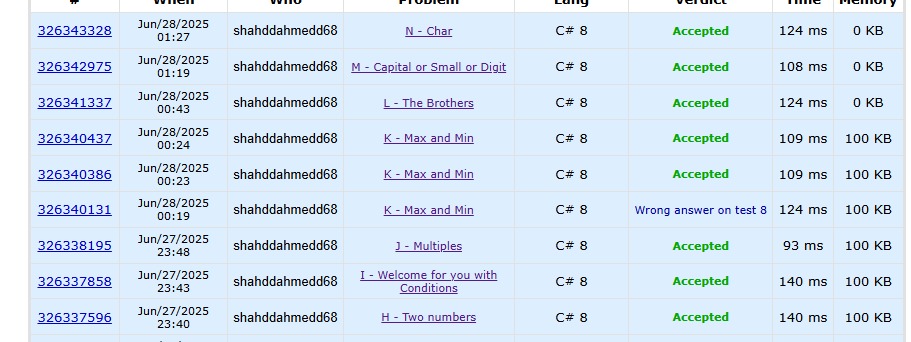 # When Who Problem Lang Verdict Time Memory
326343328 Jun/28/2025 01:27 shahddahmedd68 N - Char C# 8 Accepted 124 ms 0 KB
326342975 Jun/28/2025 01:19 shahddahmedd68 M - Capital or Small or Digit C# 8 Accepted 108 ms 0 KB
326341337 Jun/28/2025 00:43 shahddahmedd68 L - The Brothers C# 8 Accepted 124 ms 0 KB
326340437 Jun/28/2025 00:24 shahddahmedd68 K - Max and Min C# 8 Accepted 109 ms 100 KB
326340386 Jun/28/2025 00:23 shahddahmedd68 K - Max and Min C# 8 Accepted 109 ms 100 KB
326340131 Jun/28/2025 00:19 shahddahmedd68 K - Max and Min C# 8 Wrong answer on test 8 124 ms 100 KB
326338195 Jun/27/2025 23:48 shahddahmedd68 J - Multiples C# 8 Accepted 93 ms 100 KB
326337858 Jun/27/2025 23:43 shahddahmedd68 I - Welcome for you with Conditions C# 8 Accepted 140 ms 100 KB
326337596 Jun/27/2025 23:40 shahddahmedd68 H - Two numbers C# 8 Accepted 140 ms 100 KB